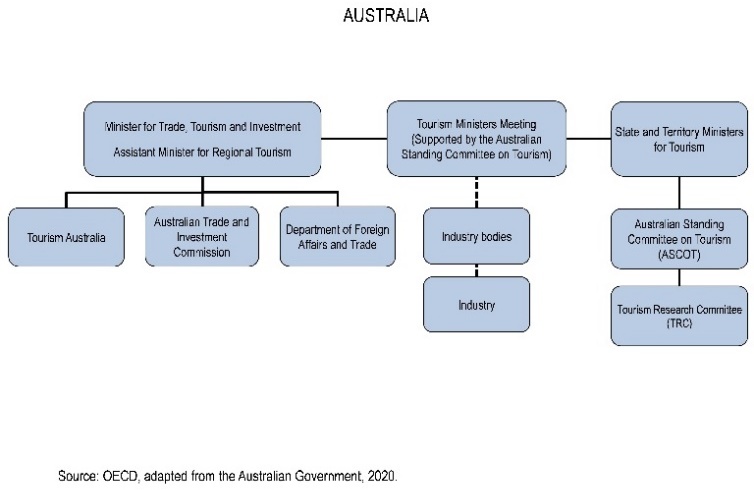 AUSTRALIA
Minister for Trade, Tourism and Investment
Assistant Minister for Regional Tourism
Tourism Ministers Meeting
(Supported by the Australian
Standing Committee on Tourism)
State and Territory Ministers
for Tourism
Tourism Australia
Australian Trade and
Investment
Commission
Department of Foreign
Affairs and Trade
Industry bodies
Australian Standing
Committee on Tourism
(ASCOT)
Industry
Tourism Research Committee
(TRC)
Source: OECD, adapted from the Australian Government, 2020.